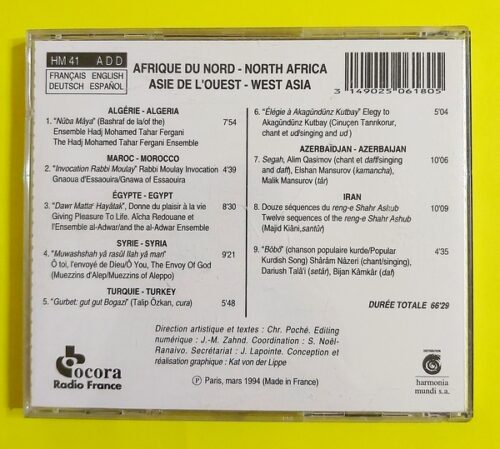 HM 41 A D D
FRANÇAIS ENGLISH
DEUTSCH ESPAÑOL
AFRIQUE DU NORD - NORTH AFRICA
ASIE DE L'OUEST - WEST ASIA
3 149025 061805
ALGÉRIE - ALGERIA
1. "Nûba Mâya" (Bashraf de la/of the) 7'54
Ensemble Hadj Mohamed Tahar Fergani
The Hadj Mohamed Tahar Fergani Ensemble
MAROC - MOROCCO
2. "Invocation Rabbi Moulay" Rabbi Moulay Invocation 4'39
Gnaoua d'Essaouira/Gnawa of Essaouira
ÉGYPTE - EGYPT
3. "Dawr Mattir Hayâtak", Donne du plaisir à la vie 8'30
Giving Pleasure To Life. Aïcha Redouane et
l'Ensemble al-Adwar/and the al-Adwar Ensemble
SYRIE - SYRIA
4. "Muwashshah yâ rasûl llah yâ man" 9'21
Ô toi, l'envoyé de Dieu/Ô You, The Envoy Of God
(Muezzins d'Alep/Muezzins of Aleppo)
TURQUIE - TURKEY
5. "Gurbet: gut gut Bogazi" (Talip Özkan, cura) 5'48
6. "Élégie à Akagündünz Kutbay" Elegy to 5'04
Akagündünz Kutbay (Cinuçen Tannkorur,
chant et ud/singing and ud )
AZERBAÏDJAN - AZERBAIJAN
7. Segah, Alim Qasimov (chant et daff/singing 10'06
and daff), Elshan Mansurov (kamancha),
Malik Mansurov (târ)
IRAN
8. Douze séquences du reng-e Shahr Ashub 10'09
Twelve sequences of the reng-e Shahr Ashub
(Majid Kiâni, santûr)
9. "Bôbô" (chanson populaire kurde/Popular 4'35
Kurdish Song) Shârâm Nâzeri (chant/singing),
Dariush Talâ'i (setâr), Bijan Kâmkâr (daf)
DURÉE TOTALE 66'29
Direction artistique et textes : Chr. Poché. Editing
numérique : J.-M. Zahnd. Coordination : S. Noël-
Ranaivo. Secrétariat : J. Lapointe. Conception et
réalisation graphique : Kat von der Lippe
Ⓟ Paris, mars 1994 (Made in France)
ocora
Radio France
harmonia
mundi s.a.